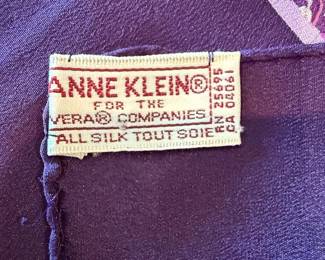 ANNE KLEIN®
FOR THE
VERA® COMPANIES
ALL SILK TOUT SOIE
RN 25695
CA 04061